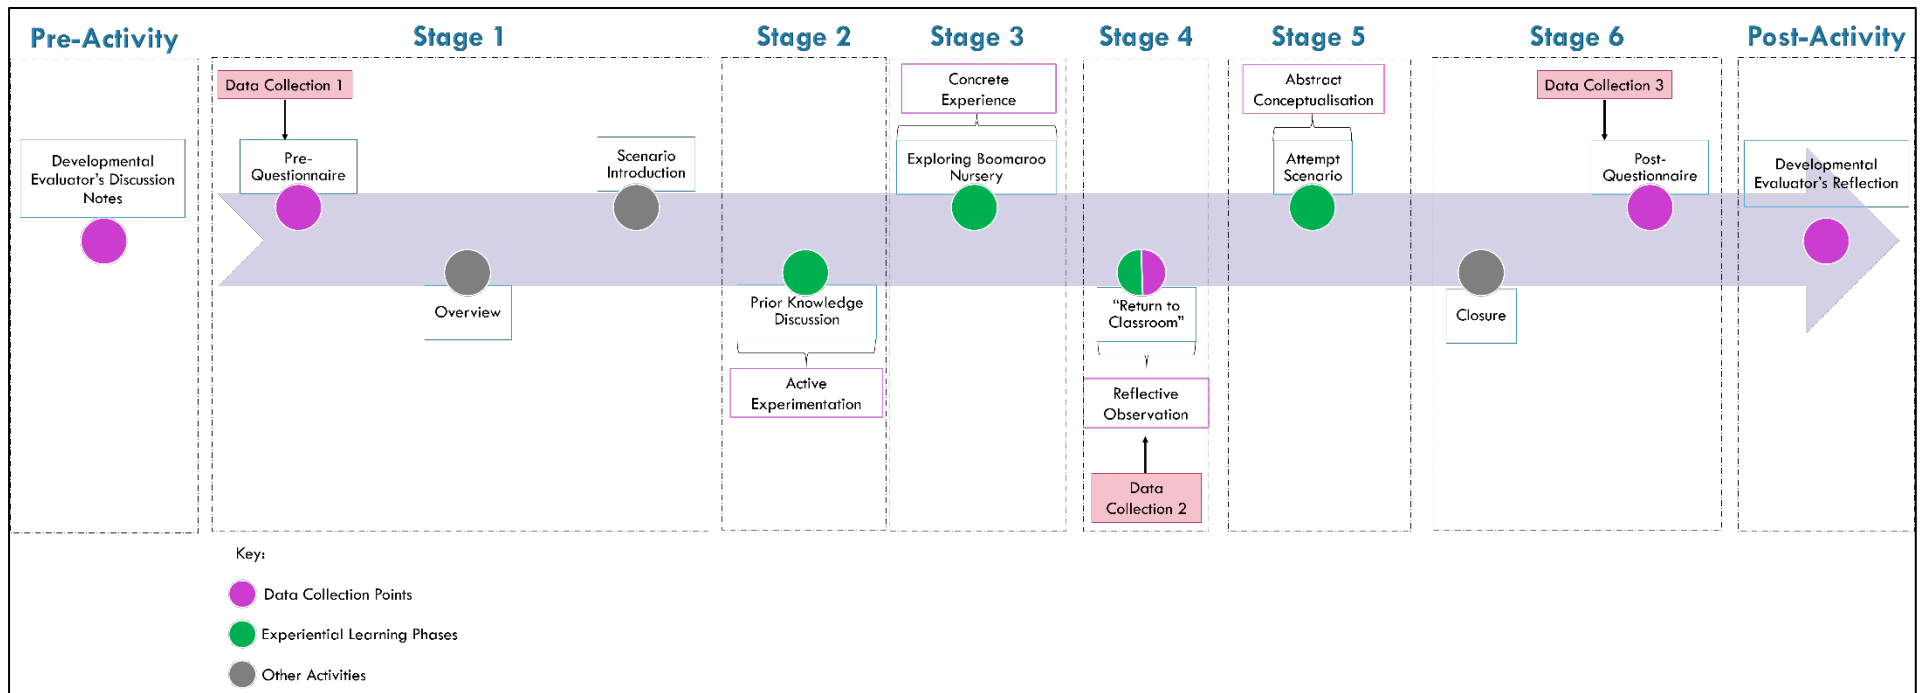 Pre-Activity
Stage 1
Stage 2
Stage 3
Stage 4
Stage 5
Stage 6
Post-Activity
Developmental
Evaluator's Discussion
Notes
Data Collection 1
Pre-
Questionnaire
Overview
Scenario
Introduction
Prior Knowledge
Discussion
Active
Experimentation
Concrete
Experience
Exploring Boomaroo
Nursery
“Return to
Classroom”
Reflective
Observation
Data
Collection 2
Abstract
Conceptualisation
Attempt
Scenario
Closure
Data Collection 3
Post-
Questionnaire
Developmental
Evaluator's Reflection
Key:
Data Collection Points
Experiential Learning Phases
Other Activities